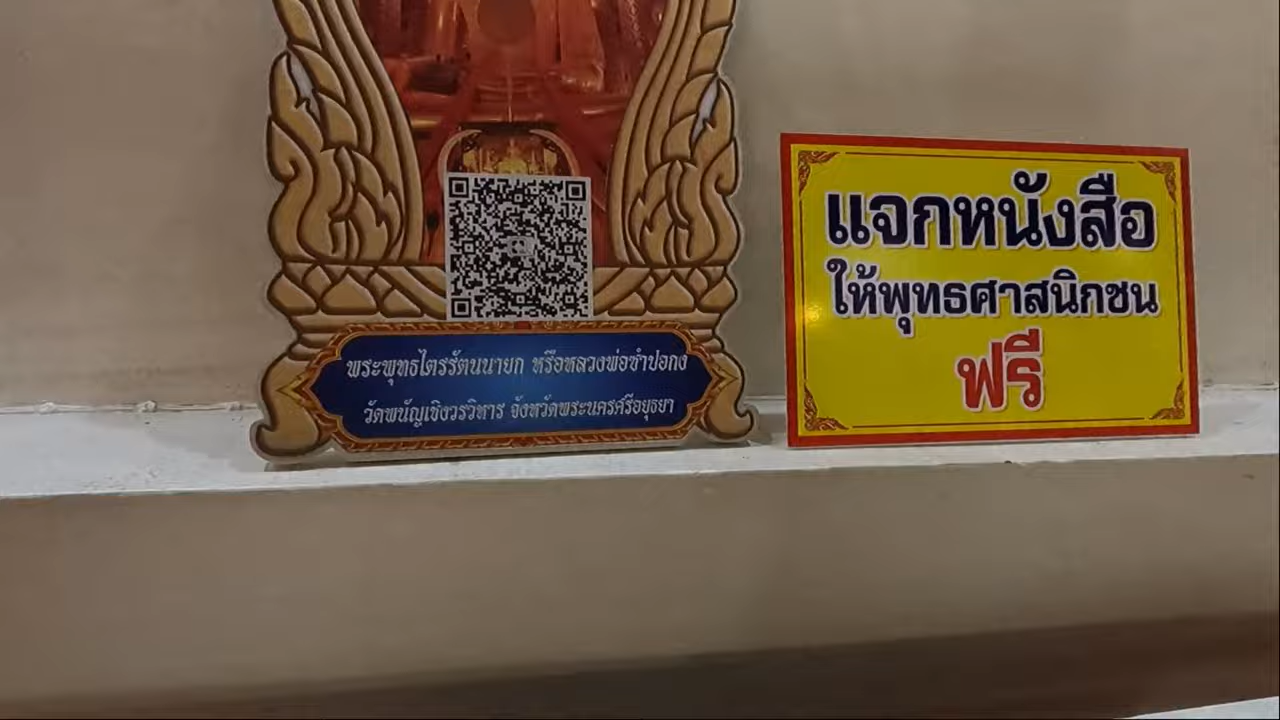 พระพุทธไตรรัตนนายก หรือหลวงพ่อซำปอกง
วัดพนัญเชิงวรวิหาร จังหวัดพระนครศรีอยุธยา
แจกหนังสือ
ให้พุทธศาสนิกชน
ฟรี